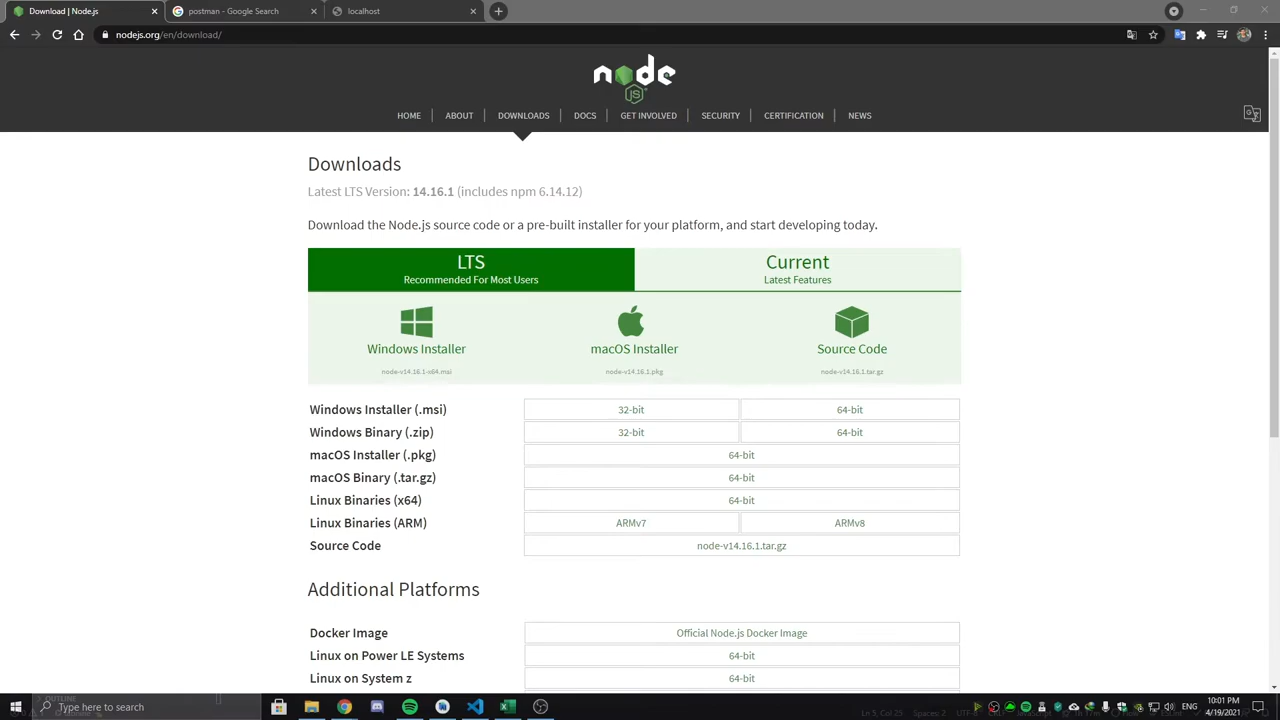 Download | Node.js
postman - Google Search
localhost
nodejs.org/en/download/
node
JS
HOME
ABOUT
DOWNLOADS
DOCS
GET INVOLVED
SECURITY
CERTIFICATION
NEWS
Downloads
Latest LTS Version: 14.16.1 (includes npm 6.14.12)
Download the Node.js source code or a pre-built installer for your platform, and start developing today.
LTS
Recommended For Most Users
Current
Latest Features
Windows Installer
node-v14.16.1-x64.msi
macOS Installer
node-v14.16.1.pkg
Source Code
node-v14.16.1.tar.gz
Windows Installer (.msi)
32-bit
64-bit
Windows Binary (.zip)
32-bit
64-bit
macOS Installer (.pkg)
64-bit
macOS Binary (.tar.gz)
64-bit
Linux Binaries (x64)
64-bit
Linux Binaries (ARM)
ARMv7
ARMv8
Source Code
node-v14.16.1.tar.gz
Additional Platforms
Docker Image
Official Node.js Docker Image
Linux on Power LE Systems
64-bit
Linux on System z
64-bit
OUTLINE
Type here to search
ENG
10:01 PM
4/19/2021